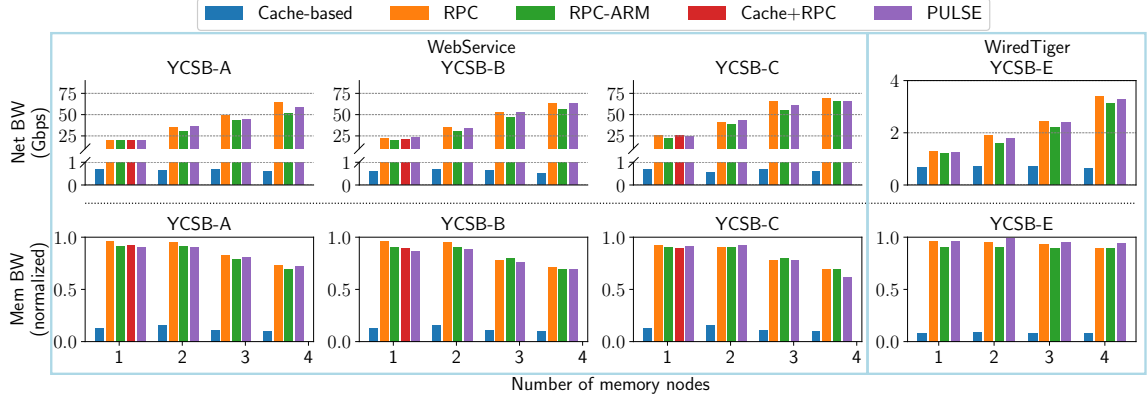 Cache-based RPC RPC-ARM Cache+RPC PULSE
WebService WiredTiger
YCSB-A YCSB-B YCSB-C YCSB-E
Net BW
(Gbps)
75 75 75 4
50 50 50
25 25 25 2
1 1 1
0 0 0 0
YCSB-A YCSB-B YCSB-C YCSB-E
Mem BW
(normalized)
1.0 1.0 1.0 1.0
0.5 0.5 0.5 0.5
0.0 0.0 0.0 0.0
1 2 3 4 1 2 3 4 1 2 3 4 1 2 3 4
Number of memory nodes